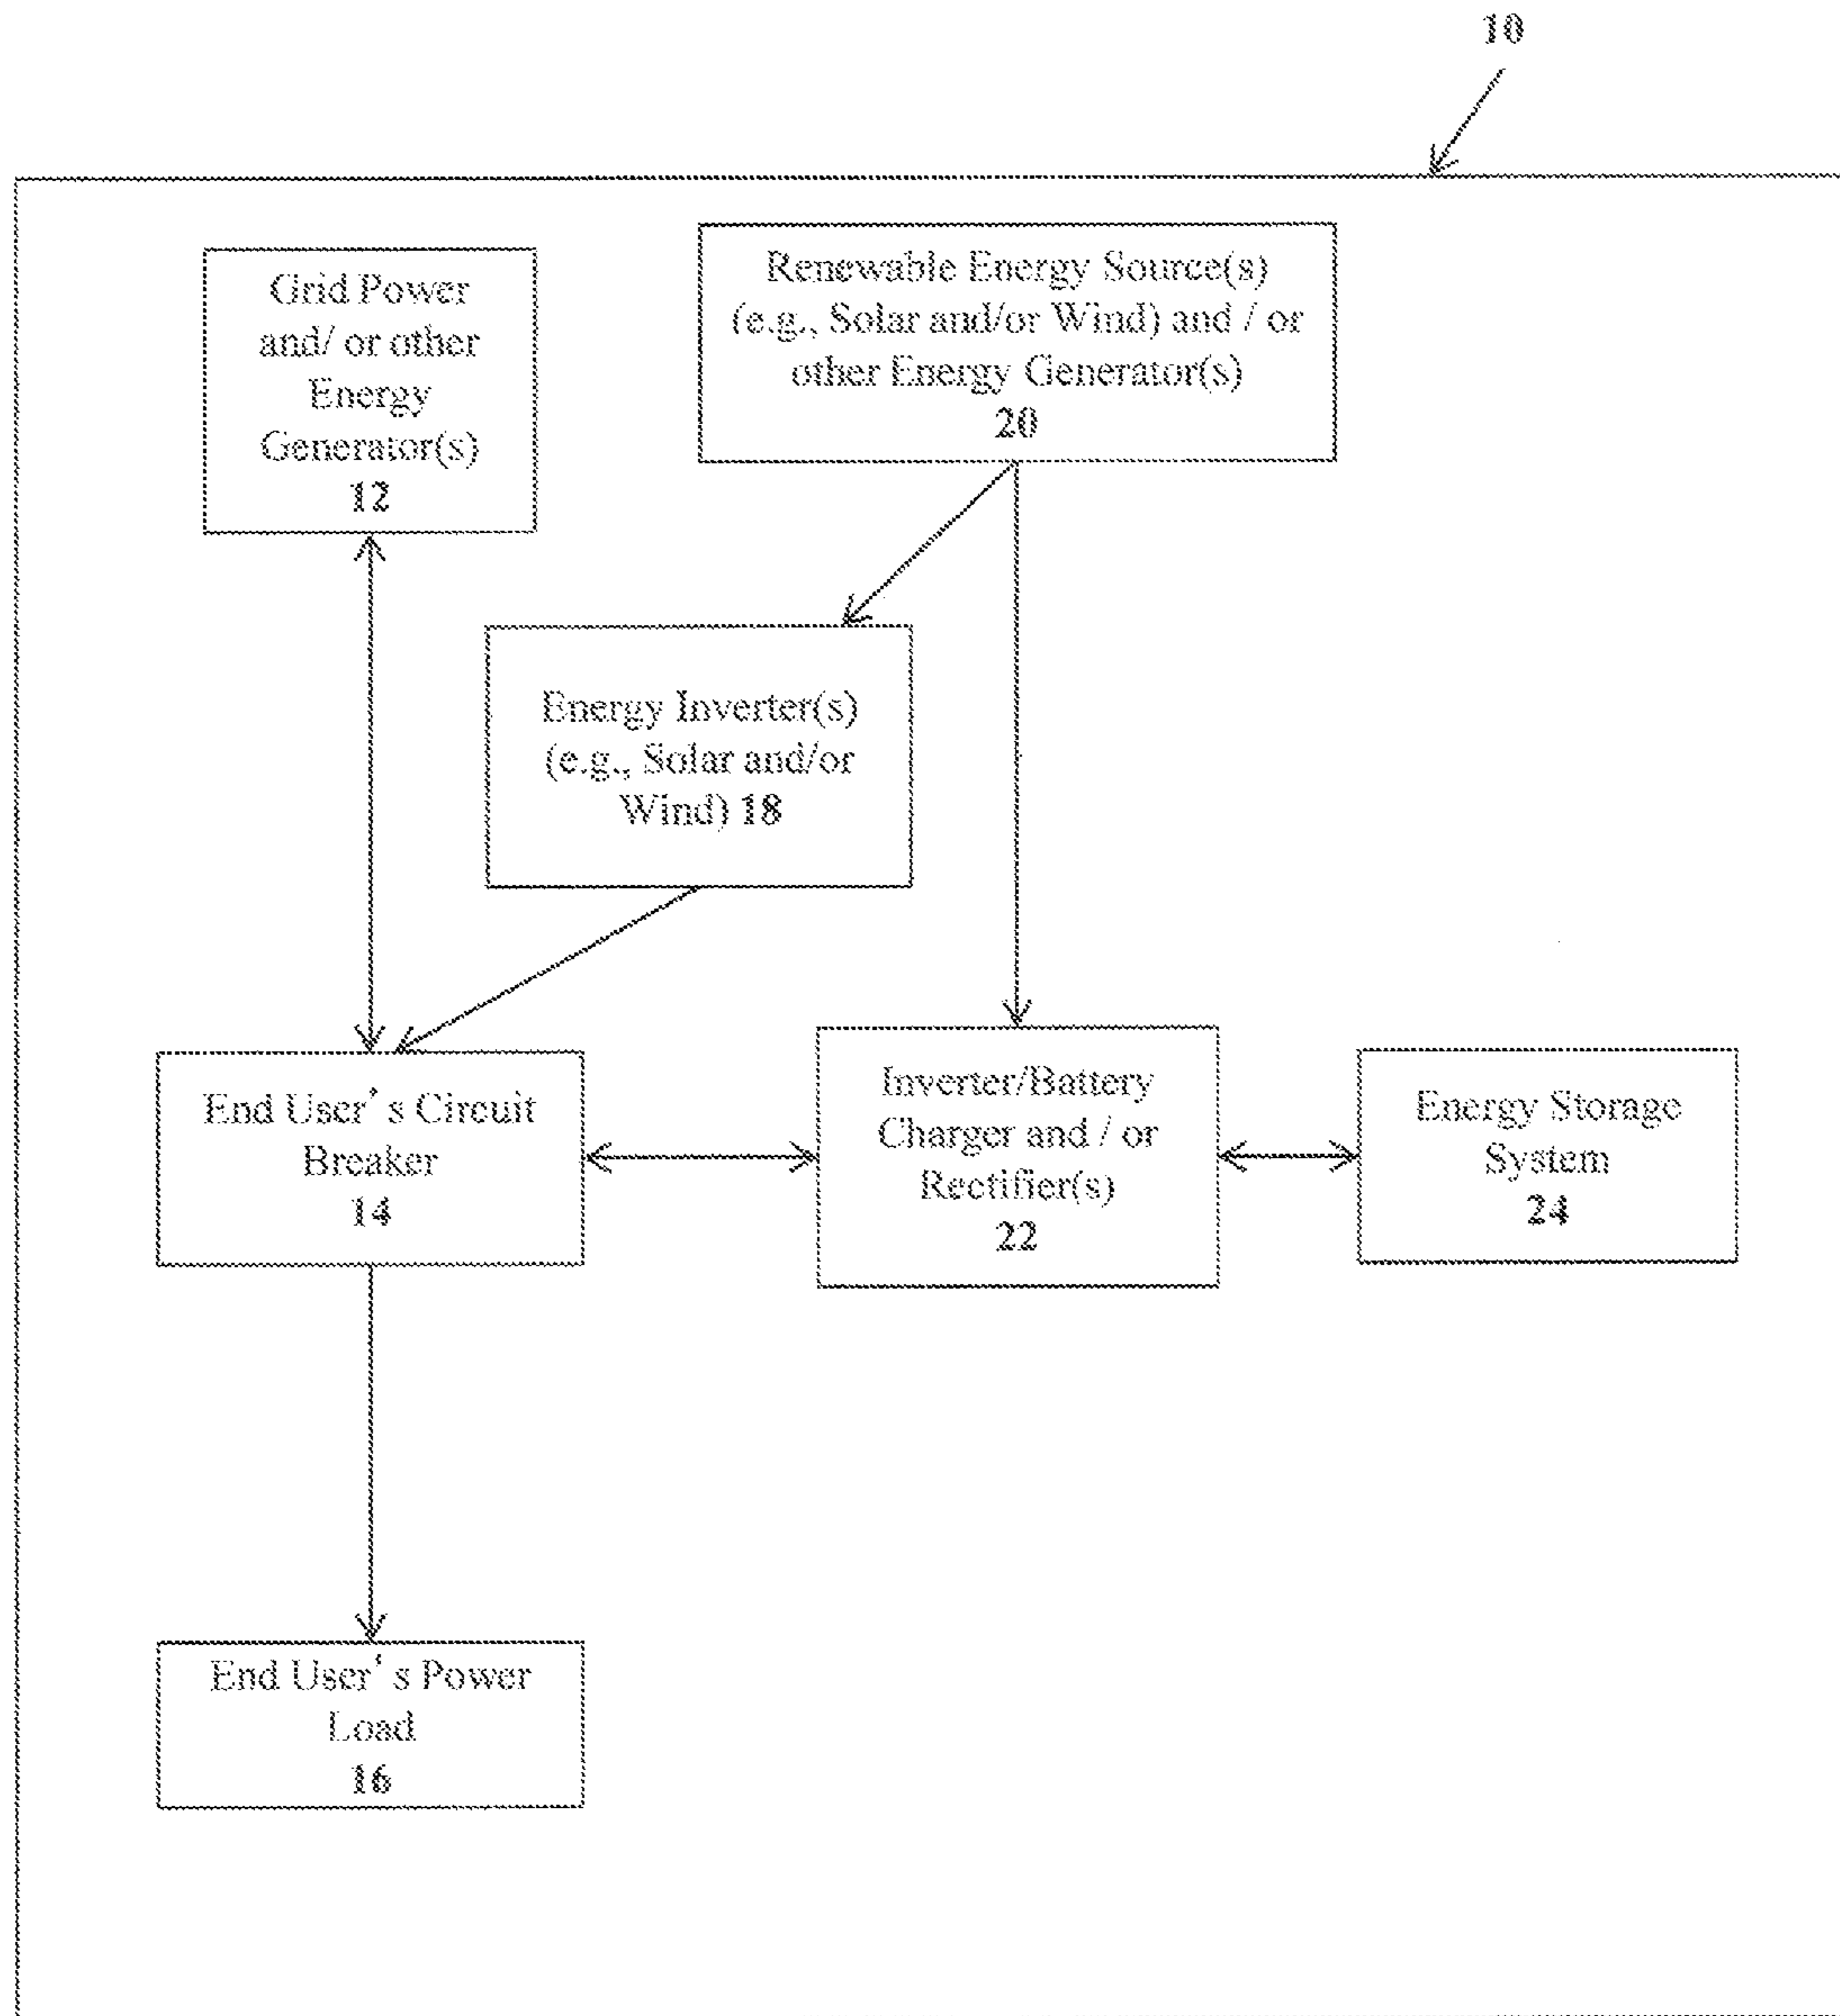 10
Grid Power
and/ or other
Energy
Generator(s)
12
Renewable Energy Source(s)
(e.g., Solar and/or Wind) and / or
other Energy Generator(s)
20
Energy Inverter(s)
(e.g., Solar and/or
Wind) 18
End User's Circuit
Breaker
14
Inverter/Battery
Charger and / or
Rectifier(s)
22
Energy Storage
System
24
End User's Power
Load
16